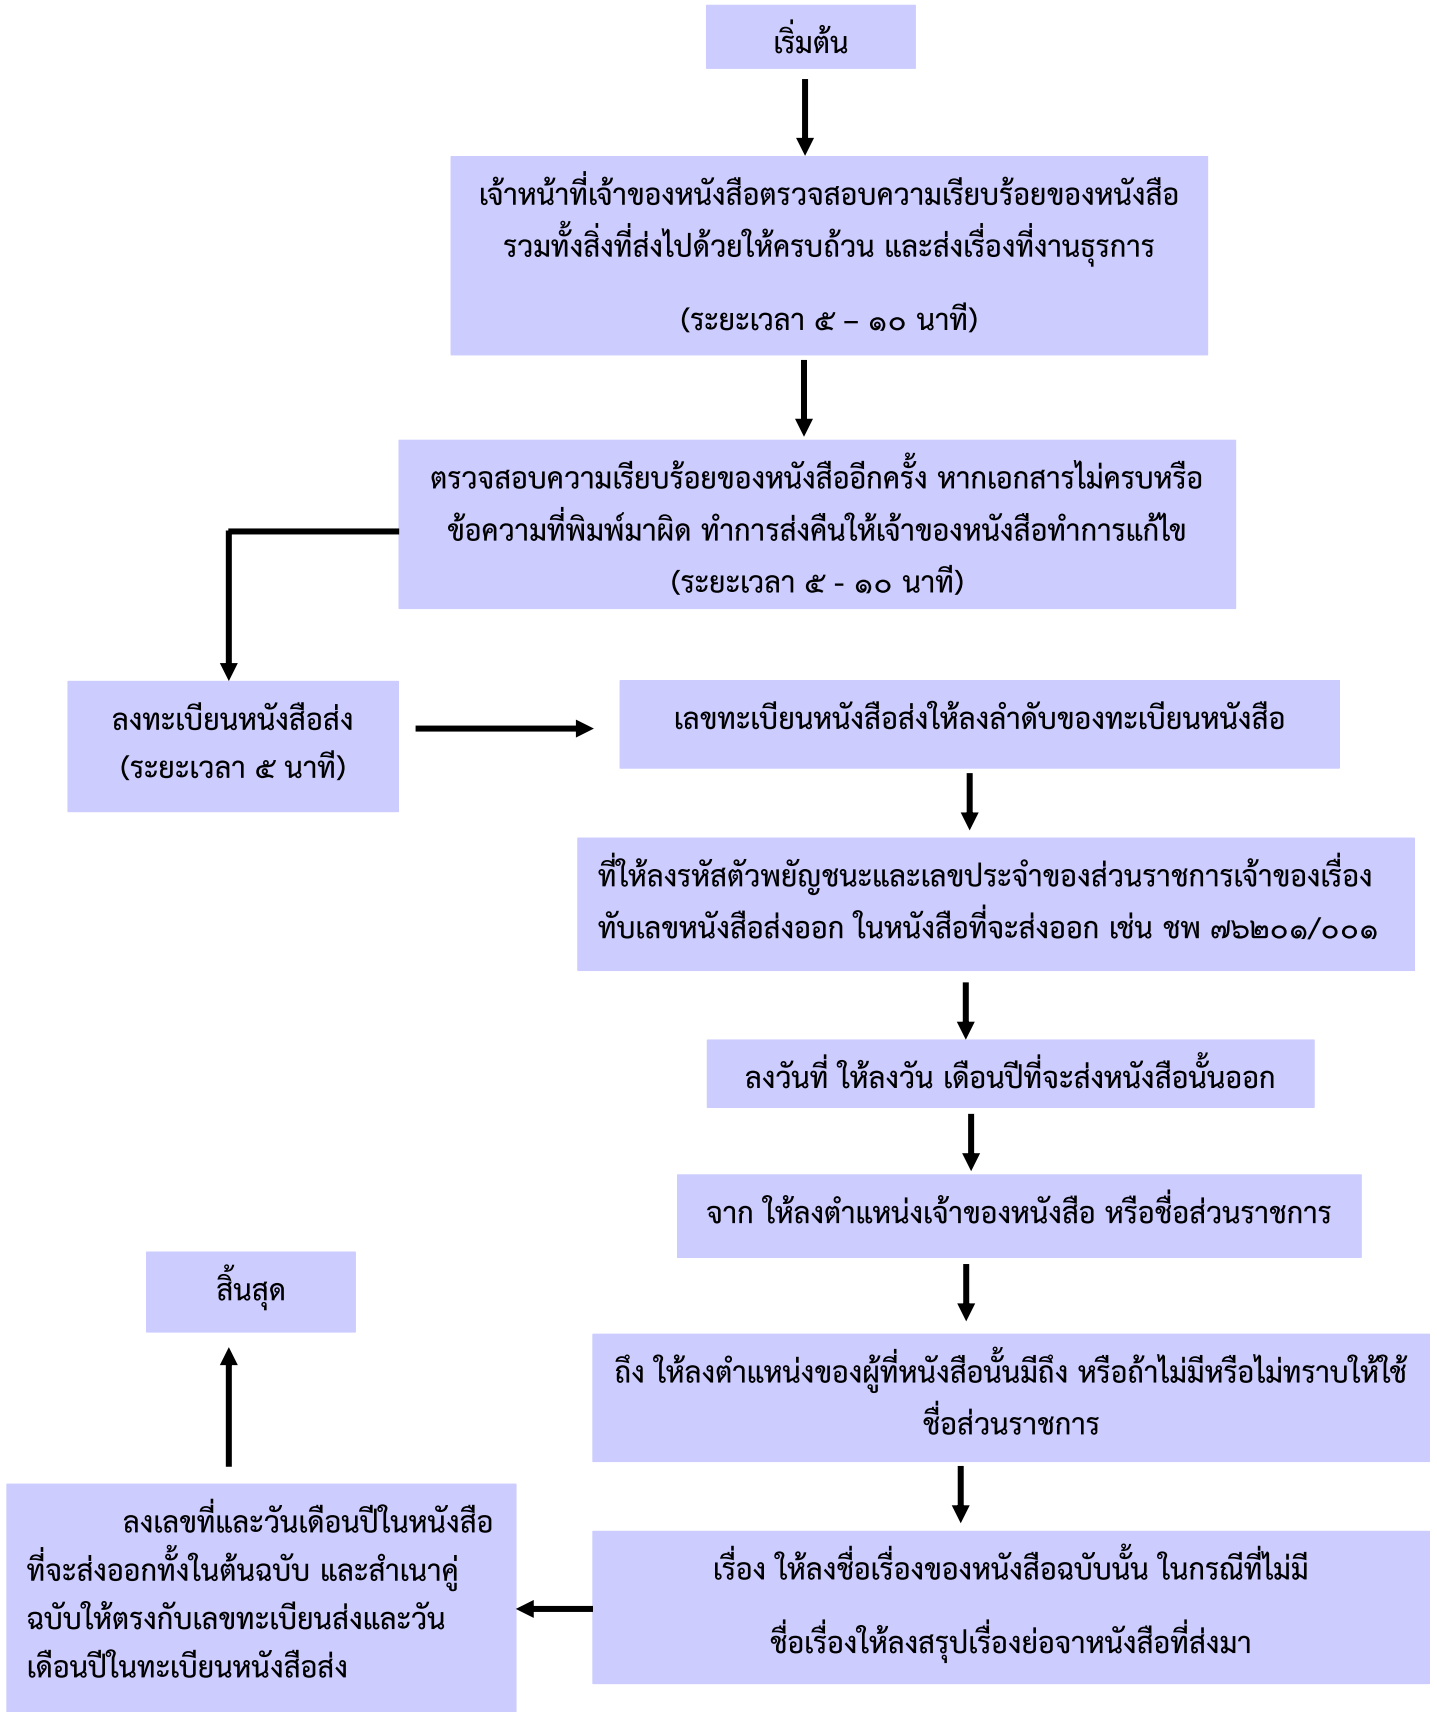 เริ่มต้น
เจ้าหน้าที่เจ้าของหนังสือตรวจสอบความเรียบร้อยของหนังสือ
รวมทั้งสิ่งที่ส่งไปด้วยให้ครบถ้วน และส่งเรื่องที่งานธุรการ
(ระยะเวลา ๕ – ๑๐ นาที)
ตรวจสอบความเรียบร้อยของหนังสืออีกครั้ง หากเอกสารไม่ครบหรือ
ข้อความที่พิมพ์มาผิด ทำการส่งคืนให้เจ้าของหนังสือทำการแก้ไข
(ระยะเวลา ๕ - ๑๐ นาที)
ลงทะเบียนหนังสือส่ง
(ระยะเวลา ๕ นาที)
เลขทะเบียนหนังสือส่งให้ลงลำดับของทะเบียนหนังสือ
ที่ให้ลงรหัสตัวพยัญชนะและเลขประจำของส่วนราชการเจ้าของเรื่อง
ทับเลขหนังสือส่งออก ในหนังสือที่จะส่งออก เช่น ชพ ๗๖๒๐๑/๐๐๑
ลงวันที่ ให้ลงวัน เดือนปีที่จะส่งหนังสือนั้นออก
จาก ให้ลงตำแหน่งเจ้าของหนังสือ หรือชื่อส่วนราชการ
ถึง ให้ลงตำแหน่งของผู้ที่หนังสือนั้นมีถึง หรือถ้าไม่มีหรือไม่ทราบให้ใช้
ชื่อส่วนราชการ
เรื่อง ให้ลงชื่อเรื่องของหนังสือฉบับนั้น ในกรณีที่ไม่มี
ชื่อเรื่องให้ลงสรุปเรื่องย่อจาหนังสือที่ส่งมา
ลงเลขที่และวันเดือนปีในหนังสือ
ที่จะส่งออกทั้งในต้นฉบับ และสำเนาคู่
ฉบับให้ตรงกับเลขทะเบียนส่งและวัน
เดือนปีในทะเบียนหนังสือส่ง
สิ้นสุด